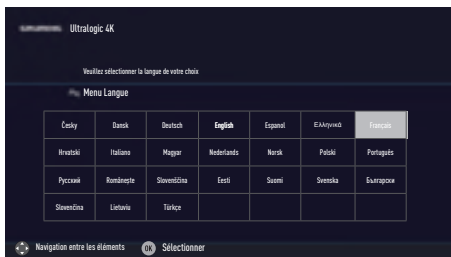 Ultralogic 4K
Veuillez sélectionner la langue de votre choix
Menu Langue
Česky Dansk Deutsch English Espanol Ελληνικά Français
Hrvatski Italiano Magyar Nederlands Norsk Polski Português
Русский Româneşte Slovenščina Eesti Suomi Svenska Български
Slovenčina Lietuviu Türkçe
Navigation entre les éléments OK Sélectionner